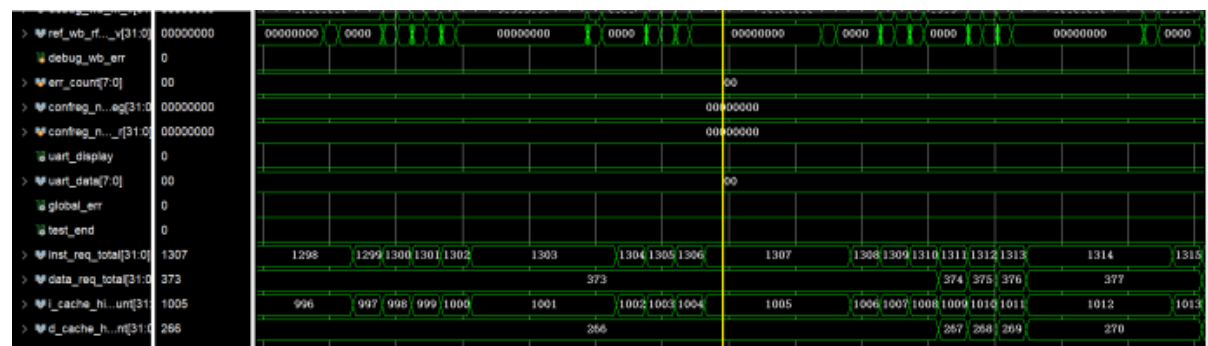 ref_wb_rf..._v[31:0] 00000000 00000000 0000 00000000 0000 00000000 0000 0000 00000000 0000
debug_wb_err 0
err_count[7:0] 00 00
confreg_n...eg[31:0 00000000 00000000
confreg_n..._r[31:0] 00000000 00000000
uart_display 0
uart_data[7:0] 00 00
global_err 0
test_end 0
inst_req_total[31:0] 1307 1298 1299 1300 1301 1302 1303 1304 1305 1306 1307 1308 1309 1310 1311 1312 1313 1314 1315
data_req_total[31:0 373 373 374 375 376 377
i_cache_hi...unt[31: 1005 996 997 998 999 1000 1001 1002 1003 1004 1005 1006 1007 1008 1009 1010 1011 1012 1013
d_cache_h...nt[31:0 266 266 267 268 269 270